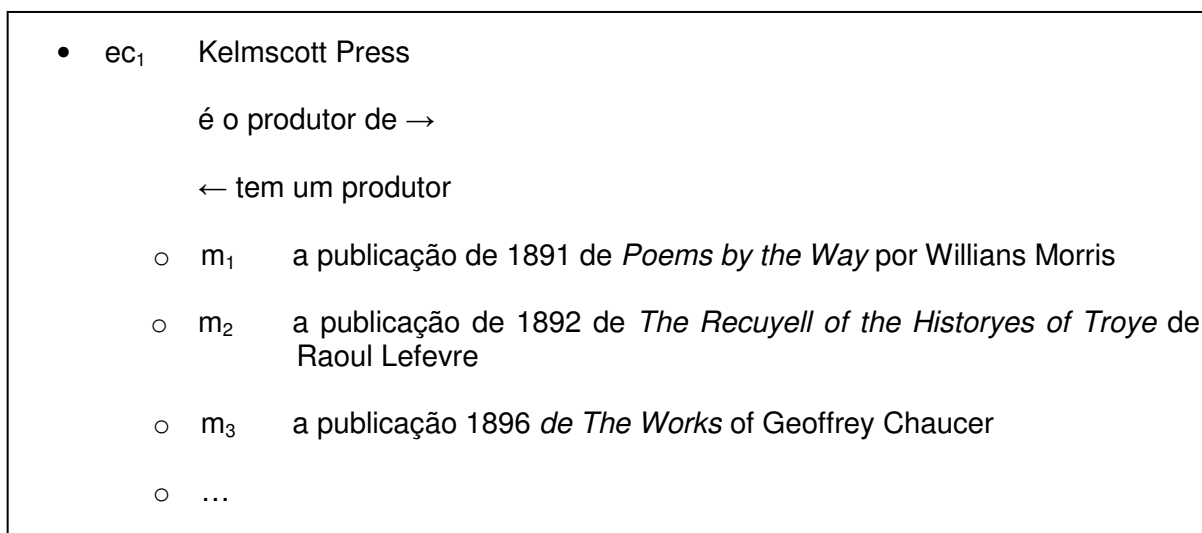 • ec₁ Kelmscott Press
é o produtor de →
← tem um produtor
○ m₁ a publicação de 1891 de Poems by the Way por Willians Morris
○ m₂ a publicação de 1892 de The Recuyell of the Historyes of Troye de
Raoul Lefevre
○ m₃ a publicação 1896 de The Works of Geoffrey Chaucer
○ …